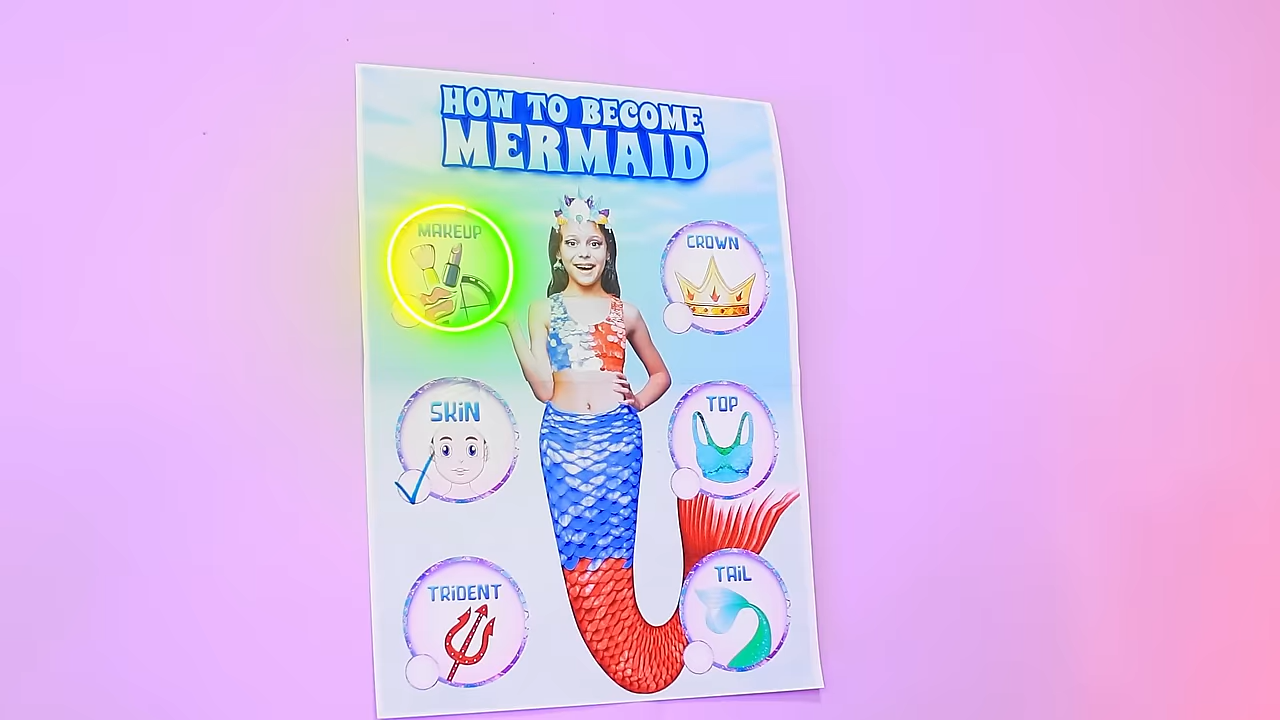 HOW TO BECOME
MERMAID
MAKEUP
CROWN
SKiN
TOP
TRiDENT
TAiL